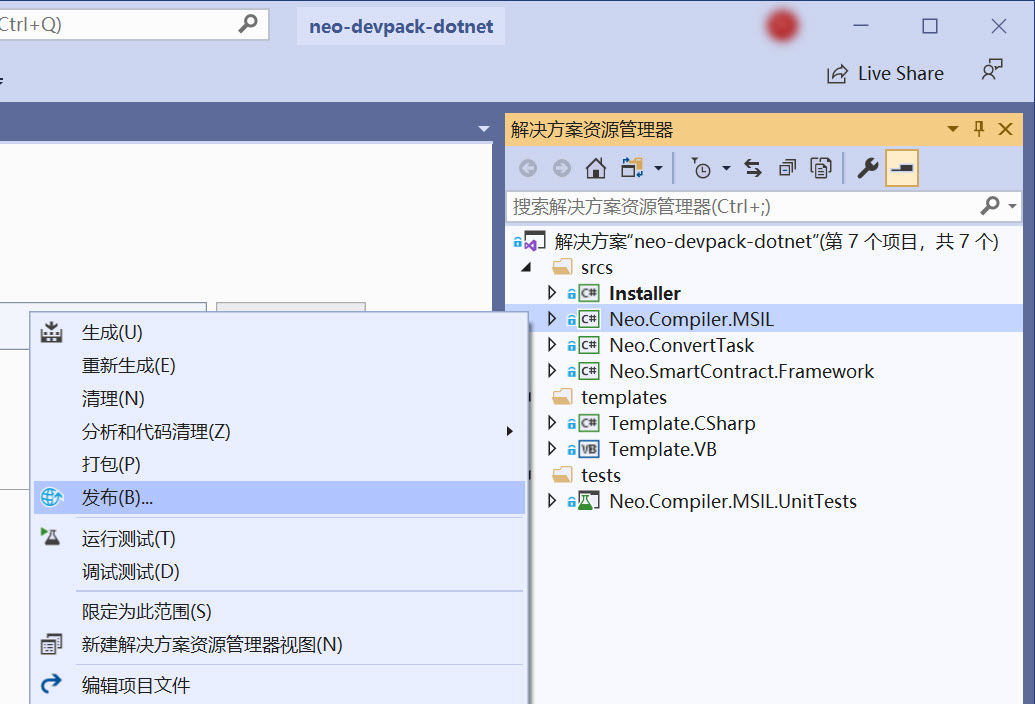 Ctrl+Q)
neo-devpack-dotnet
Live Share
解决方案资源管理器
搜索解决方案资源管理器(Ctrl+;)
解决方案“neo-devpack-dotnet”(第 7 个项目，共 7 个)
srcs
C# Installer
C# Neo.Compiler.MSIL
C# Neo.ConvertTask
C# Neo.SmartContract.Framework
templates
C# Template.CSharp
VB Template.VB
tests
Neo.Compiler.MSIL.UnitTests
生成(U)
重新生成(E)
清理(N)
分析和代码清理(Z)
打包(P)
发布(B)...
运行测试(T)
调试测试(D)
限定为此范围(S)
新建解决方案资源管理器视图(N)
编辑项目文件